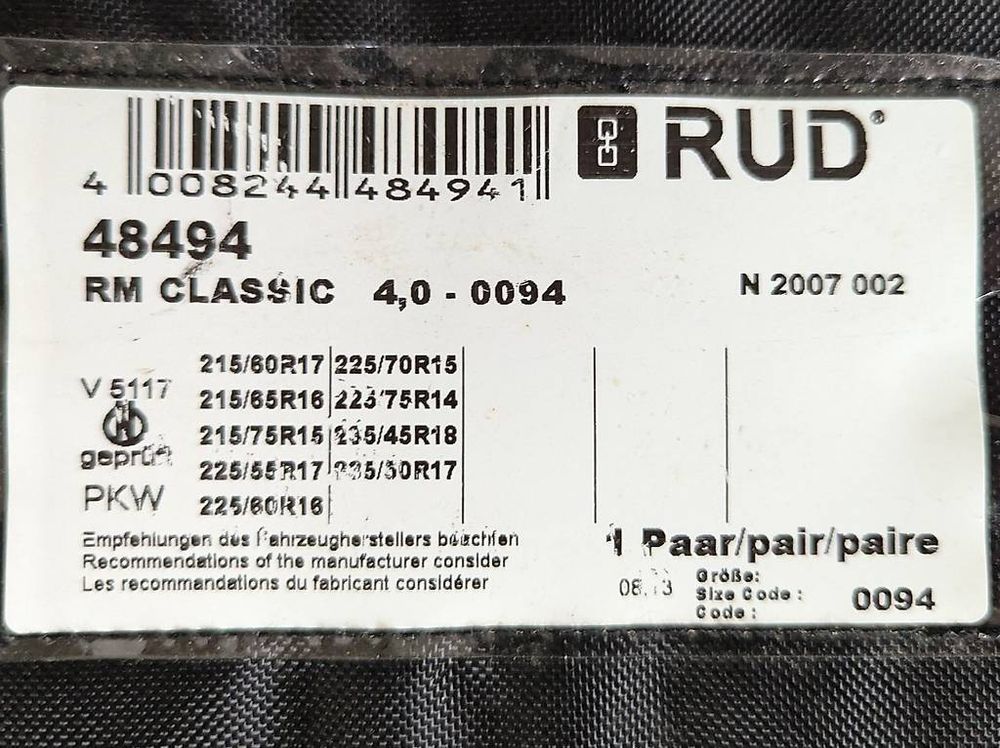 RUD®
4 008244 484941
48494
RM CLASSIC 4,0 - 0094 N 2007 002
215/60R17 225/70R15
V 5117 215/65R16 225/75R14
215/75R15 235/45R18
geprüft 225/55R17 235/50R17
PKW 225/60R16
Empfehlungen des Fahrzeugherstellers beachten
Recommendations of the manufacturer consider
Les recommandations du fabricant considérer
1 Paar/pair/paire
Größe:
Size Code :
Code :
0094